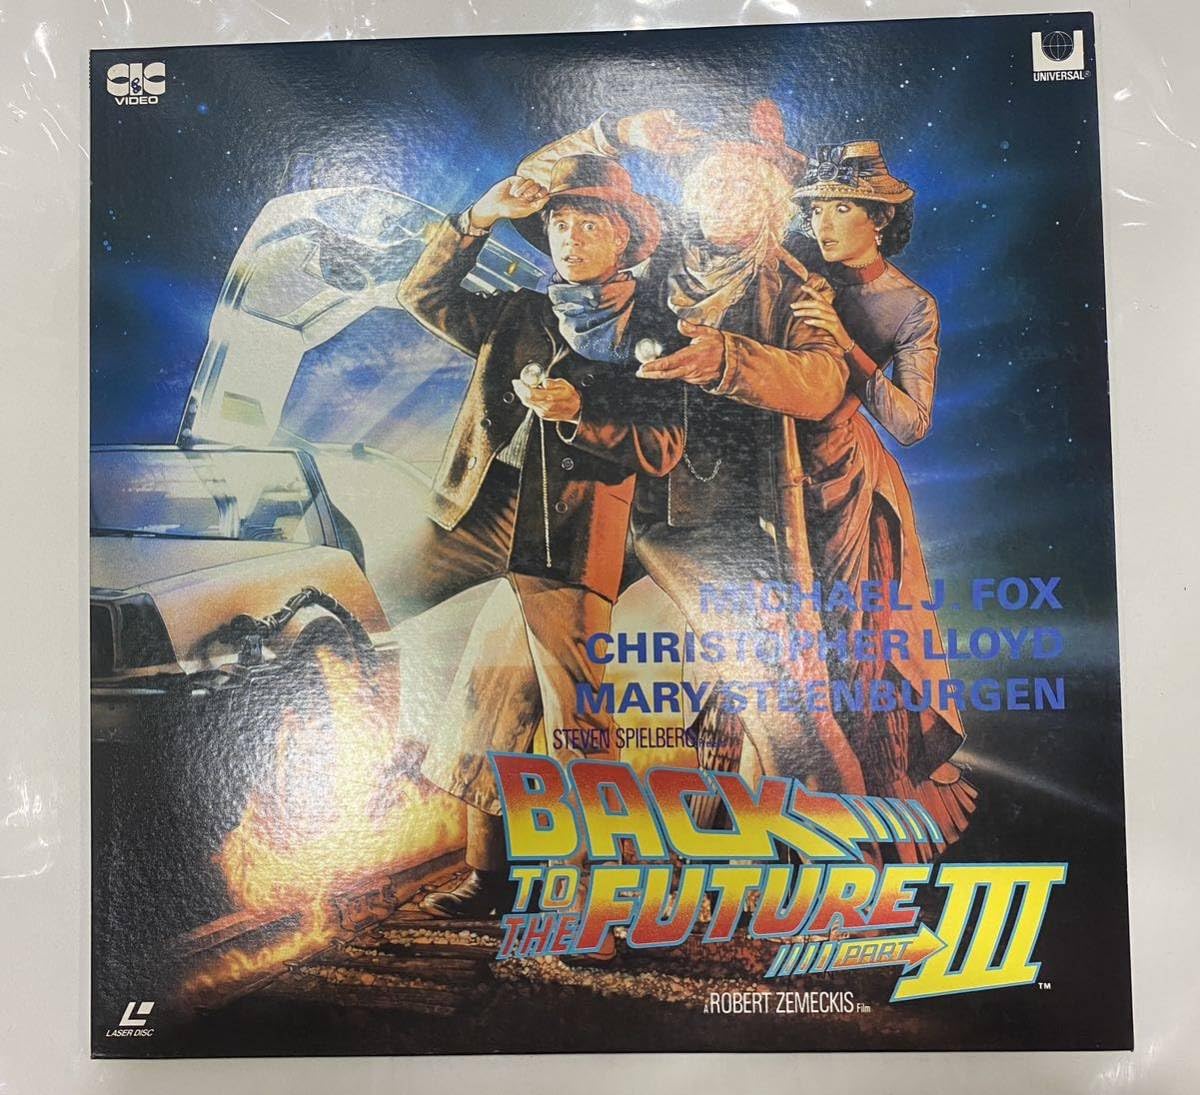 CIC
VIDEO
UNIVERSAL®
MICHAEL J. FOX
CHRISTOPHER LLOYD
MARY STEENBURGEN
STEVEN SPIELBERG
BACK
TO THE FUTURE
PART III ™
A ROBERT ZEMECKIS Film
LASER DISC